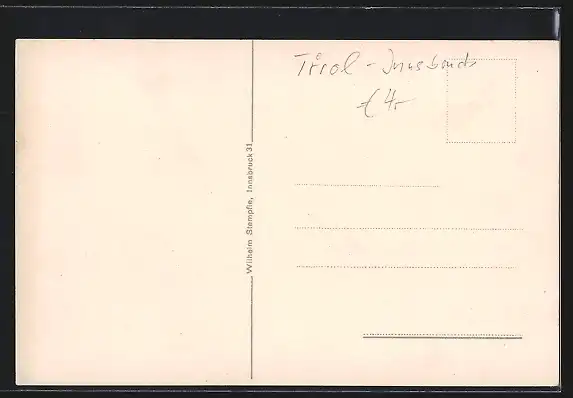 Wilhelm Stempfle, Innsbruck 31
Tirol - Innsbruck
€ 4,-